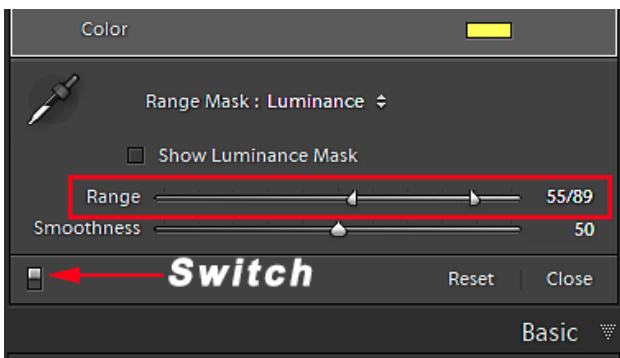 Color
Range Mask : Luminance
Show Luminance Mask
Range 55/89
Smoothness 50
Switch Reset Close
Basic